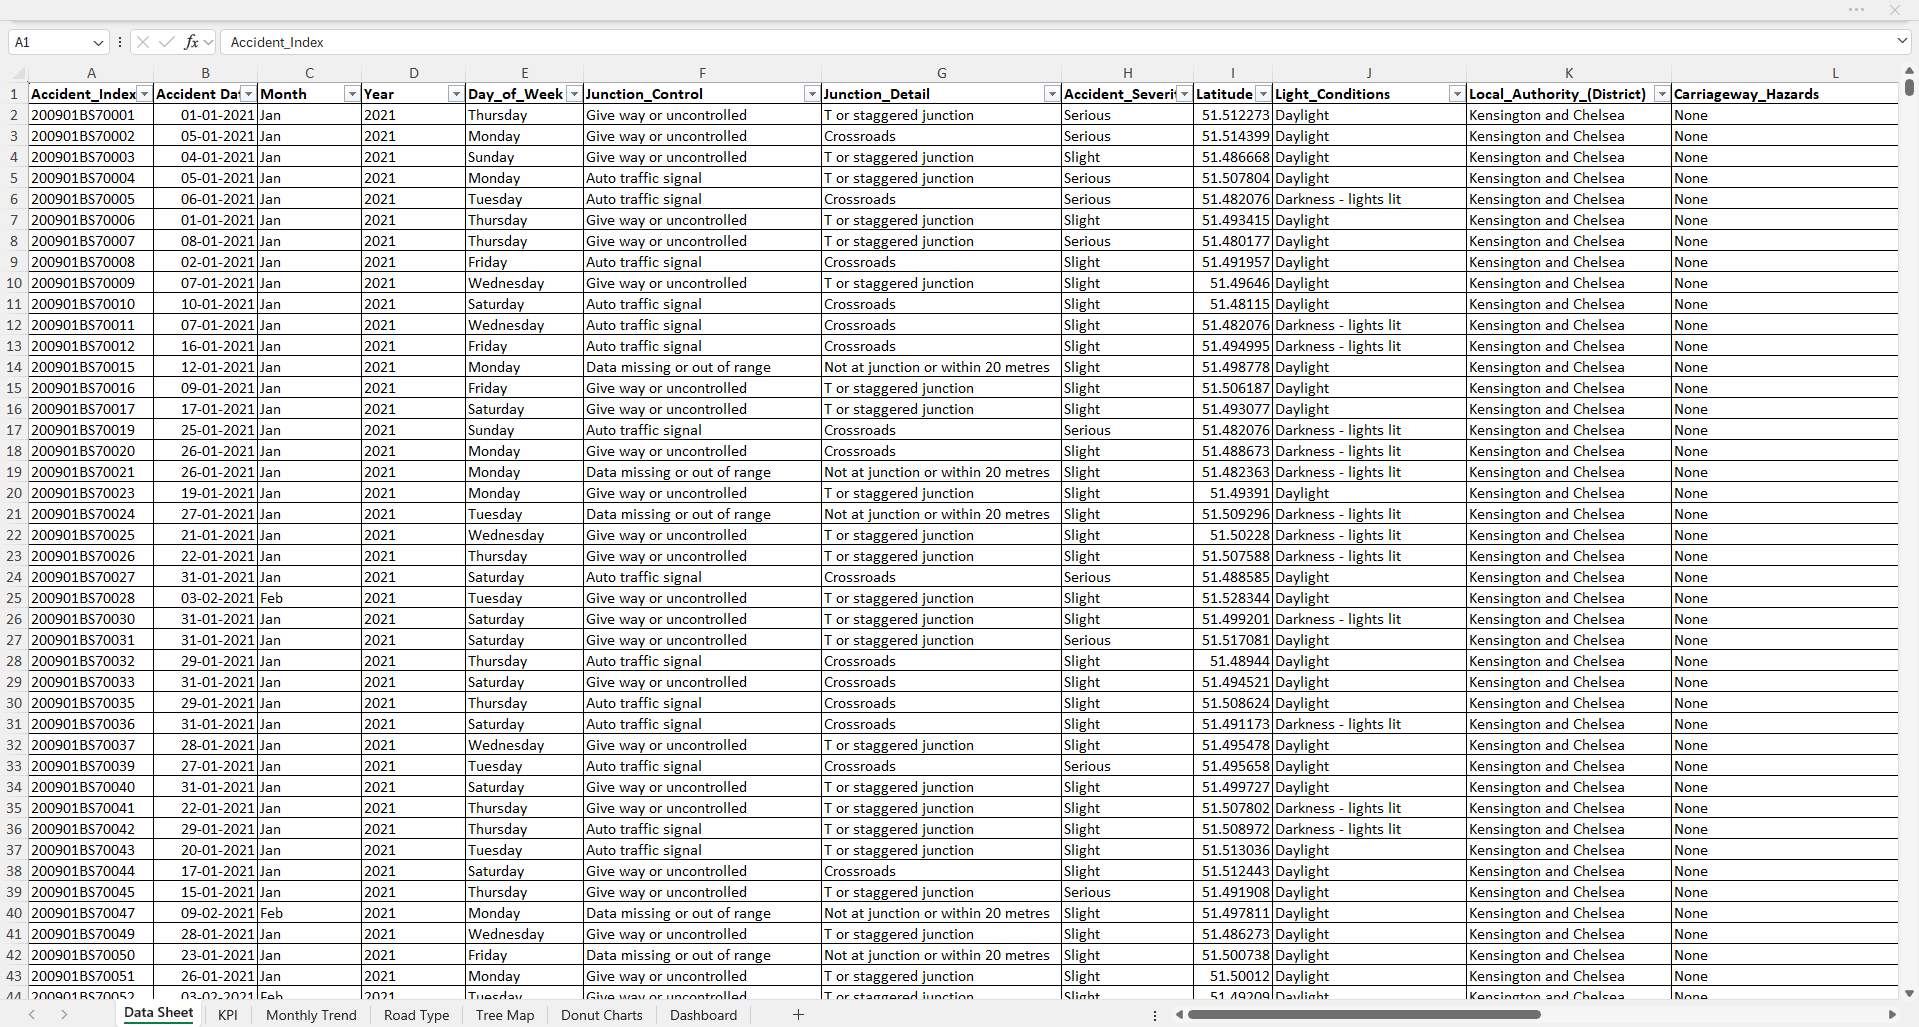 A1 fx Accident_Index
A B C D E F G H I J K L
1 Accident_Index Accident Dat Month Year Day_of_Week Junction_Control Junction_Detail Accident_Severit Latitude Light_Conditions Local_Authority_(District) Carriageway_Hazards
2 200901BS70001 01-01-2021 Jan 2021 Thursday Give way or uncontrolled T or staggered junction Serious 51.512273 Daylight Kensington and Chelsea None
3 200901BS70002 05-01-2021 Jan 2021 Monday Give way or uncontrolled Crossroads Serious 51.514399 Daylight Kensington and Chelsea None
4 200901BS70003 04-01-2021 Jan 2021 Sunday Give way or uncontrolled T or staggered junction Slight 51.486668 Daylight Kensington and Chelsea None
5 200901BS70004 05-01-2021 Jan 2021 Monday Auto traffic signal T or staggered junction Serious 51.507804 Daylight Kensington and Chelsea None
6 200901BS70005 06-01-2021 Jan 2021 Tuesday Auto traffic signal Crossroads Serious 51.482076 Darkness - lights lit Kensington and Chelsea None
7 200901BS70006 01-01-2021 Jan 2021 Thursday Give way or uncontrolled T or staggered junction Slight 51.493415 Daylight Kensington and Chelsea None
8 200901BS70007 08-01-2021 Jan 2021 Thursday Give way or uncontrolled T or staggered junction Serious 51.480177 Daylight Kensington and Chelsea None
9 200901BS70008 02-01-2021 Jan 2021 Friday Auto traffic signal Crossroads Slight 51.491957 Daylight Kensington and Chelsea None
10 200901BS70009 07-01-2021 Jan 2021 Wednesday Give way or uncontrolled T or staggered junction Slight 51.49646 Daylight Kensington and Chelsea None
11 200901BS70010 10-01-2021 Jan 2021 Saturday Auto traffic signal Crossroads Slight 51.48115 Daylight Kensington and Chelsea None
12 200901BS70011 07-01-2021 Jan 2021 Wednesday Auto traffic signal Crossroads Slight 51.482076 Darkness - lights lit Kensington and Chelsea None
13 200901BS70012 16-01-2021 Jan 2021 Friday Auto traffic signal Crossroads Slight 51.494995 Darkness - lights lit Kensington and Chelsea None
14 200901BS70015 12-01-2021 Jan 2021 Monday Data missing or out of range Not at junction or within 20 metres Slight 51.498778 Daylight Kensington and Chelsea None
15 200901BS70016 09-01-2021 Jan 2021 Friday Give way or uncontrolled T or staggered junction Slight 51.506187 Daylight Kensington and Chelsea None
16 200901BS70017 17-01-2021 Jan 2021 Saturday Give way or uncontrolled T or staggered junction Slight 51.493077 Daylight Kensington and Chelsea None
17 200901BS70019 25-01-2021 Jan 2021 Sunday Auto traffic signal Crossroads Serious 51.482076 Darkness - lights lit Kensington and Chelsea None
18 200901BS70020 26-01-2021 Jan 2021 Monday Give way or uncontrolled Crossroads Slight 51.488673 Darkness - lights lit Kensington and Chelsea None
19 200901BS70021 26-01-2021 Jan 2021 Monday Data missing or out of range Not at junction or within 20 metres Slight 51.482363 Darkness - lights lit Kensington and Chelsea None
20 200901BS70023 19-01-2021 Jan 2021 Monday Give way or uncontrolled T or staggered junction Slight 51.49391 Daylight Kensington and Chelsea None
21 200901BS70024 27-01-2021 Jan 2021 Tuesday Data missing or out of range Not at junction or within 20 metres Slight 51.509296 Darkness - lights lit Kensington and Chelsea None
22 200901BS70025 21-01-2021 Jan 2021 Wednesday Give way or uncontrolled T or staggered junction Slight 51.50228 Darkness - lights lit Kensington and Chelsea None
23 200901BS70026 22-01-2021 Jan 2021 Thursday Give way or uncontrolled T or staggered junction Slight 51.507588 Darkness - lights lit Kensington and Chelsea None
24 200901BS70027 31-01-2021 Jan 2021 Saturday Auto traffic signal Crossroads Serious 51.488585 Daylight Kensington and Chelsea None
25 200901BS70028 03-02-2021 Feb 2021 Tuesday Give way or uncontrolled T or staggered junction Slight 51.528344 Daylight Kensington and Chelsea None
26 200901BS70030 31-01-2021 Jan 2021 Saturday Give way or uncontrolled T or staggered junction Slight 51.499201 Darkness - lights lit Kensington and Chelsea None
27 200901BS70031 31-01-2021 Jan 2021 Saturday Give way or uncontrolled T or staggered junction Serious 51.517081 Daylight Kensington and Chelsea None
28 200901BS70032 29-01-2021 Jan 2021 Thursday Auto traffic signal Crossroads Slight 51.48944 Daylight Kensington and Chelsea None
29 200901BS70033 31-01-2021 Jan 2021 Saturday Give way or uncontrolled Crossroads Slight 51.494521 Daylight Kensington and Chelsea None
30 200901BS70035 29-01-2021 Jan 2021 Thursday Auto traffic signal Crossroads Slight 51.508624 Daylight Kensington and Chelsea None
31 200901BS70036 31-01-2021 Jan 2021 Saturday Auto traffic signal Crossroads Slight 51.491173 Darkness - lights lit Kensington and Chelsea None
32 200901BS70037 28-01-2021 Jan 2021 Wednesday Give way or uncontrolled T or staggered junction Slight 51.495478 Daylight Kensington and Chelsea None
33 200901BS70039 27-01-2021 Jan 2021 Tuesday Auto traffic signal Crossroads Serious 51.495658 Daylight Kensington and Chelsea None
34 200901BS70040 31-01-2021 Jan 2021 Saturday Give way or uncontrolled T or staggered junction Slight 51.499727 Daylight Kensington and Chelsea None
35 200901BS70041 22-01-2021 Jan 2021 Thursday Give way or uncontrolled T or staggered junction Slight 51.507802 Darkness - lights lit Kensington and Chelsea None
36 200901BS70042 29-01-2021 Jan 2021 Thursday Auto traffic signal T or staggered junction Slight 51.508972 Darkness - lights lit Kensington and Chelsea None
37 200901BS70043 20-01-2021 Jan 2021 Tuesday Auto traffic signal T or staggered junction Slight 51.513036 Daylight Kensington and Chelsea None
38 200901BS70044 17-01-2021 Jan 2021 Saturday Give way or uncontrolled Crossroads Slight 51.512443 Daylight Kensington and Chelsea None
39 200901BS70045 15-01-2021 Jan 2021 Thursday Give way or uncontrolled T or staggered junction Serious 51.491908 Daylight Kensington and Chelsea None
40 200901BS70047 09-02-2021 Feb 2021 Monday Data missing or out of range Not at junction or within 20 metres Slight 51.497811 Daylight Kensington and Chelsea None
41 200901BS70049 28-01-2021 Jan 2021 Wednesday Give way or uncontrolled T or staggered junction Slight 51.486273 Daylight Kensington and Chelsea None
42 200901BS70050 23-01-2021 Jan 2021 Friday Data missing or out of range Not at junction or within 20 metres Slight 51.500738 Daylight Kensington and Chelsea None
43 200901BS70051 26-01-2021 Jan 2021 Monday Give way or uncontrolled T or staggered junction Slight 51.50012 Daylight Kensington and Chelsea None
44 200901BS70052 03-02-2021 Feb 2021 Tuesday Give way or uncontrolled T or staggered junction Slight 51.49209 Daylight Kensington and Chelsea None
Data Sheet KPI Monthly Trend Road Type Tree Map Donut Charts Dashboard